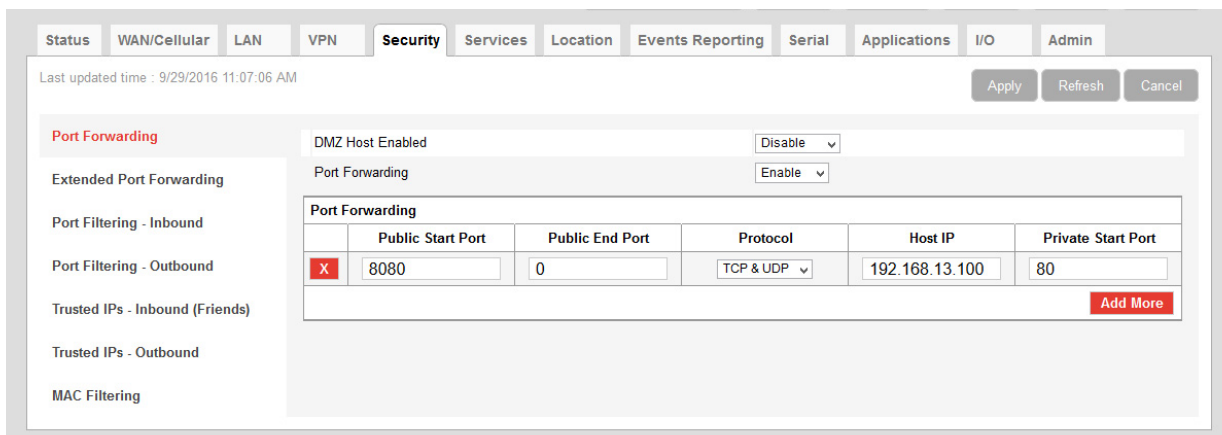 Status WAN/Cellular LAN VPN Security Services Location Events Reporting Serial Applications I/O Admin
Last updated time : 9/29/2016 11:07:06 AM
Apply Refresh Cancel
Port Forwarding
Extended Port Forwarding
Port Filtering - Inbound
Port Filtering - Outbound
Trusted IPs - Inbound (Friends)
Trusted IPs - Outbound
MAC Filtering
DMZ Host Enabled Disable
Port Forwarding Enable
Port Forwarding
Public Start Port Public End Port Protocol Host IP Private Start Port
X 8080 0 TCP & UDP 192.168.13.100 80
Add More